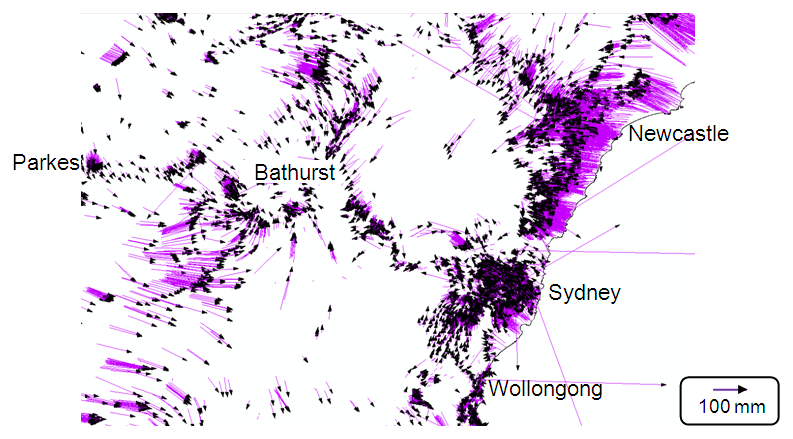 Newcastle
Parkes
Bathurst
Sydney
Wollongong
100 mm